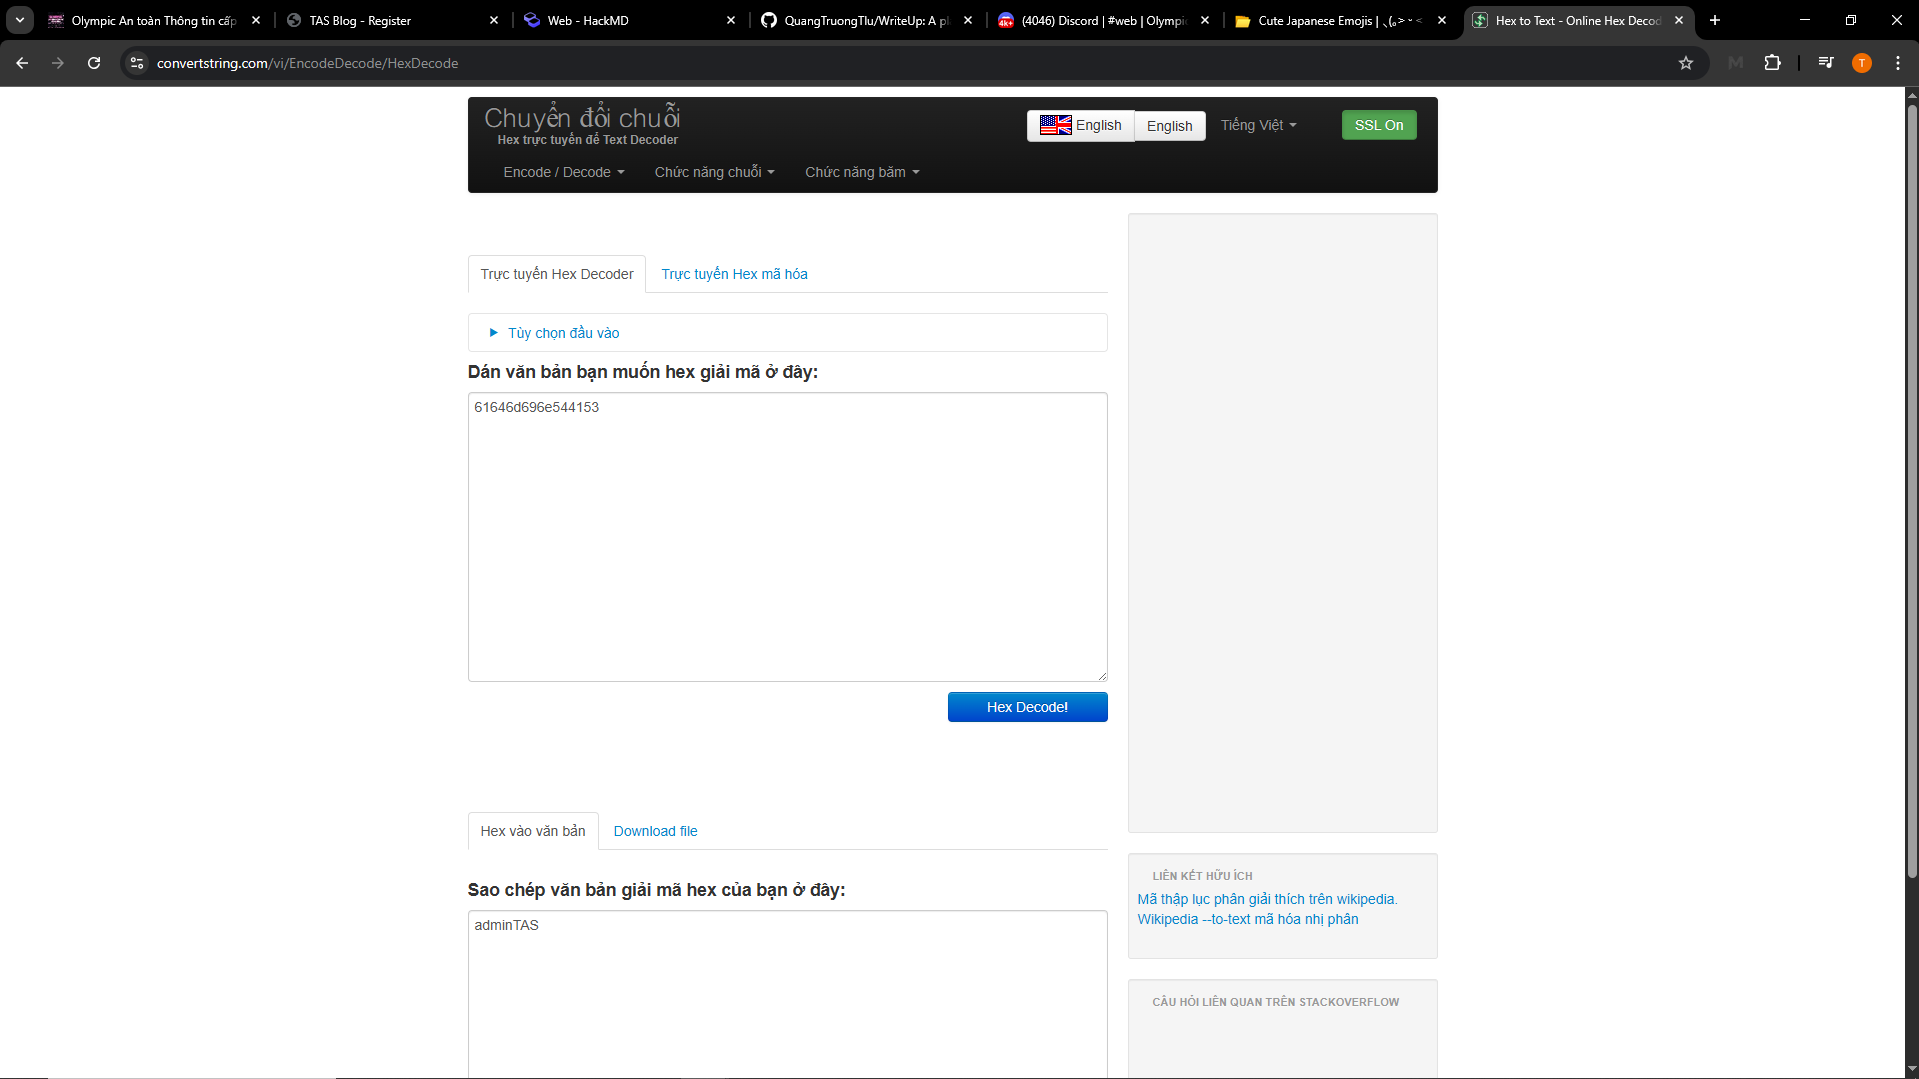 Olympic An toàn Thông tin cấp
TAS Blog - Register
Web - HackMD
QuangTruongTlu/WriteUp: A pl
(4046) Discord | #web | Olympi
Cute Japanese Emojis |
Hex to Text - Online Hex Decod
convertstring.com/vi/EncodeDecode/HexDecode
T
Chuyển đổi chuỗi
Hex trực tuyến để Text Decoder
English
English
Tiếng Việt
SSL On
Encode / Decode
Chức năng chuỗi
Chức năng băm
Trực tuyến Hex Decoder
Trực tuyến Hex mã hóa
Tùy chọn đầu vào
Dán văn bản bạn muốn hex giải mã ở đây:
61646d696e544153
Hex Decode!
Hex vào văn bản
Download file
Sao chép văn bản giải mã hex của bạn ở đây:
adminTAS
LIÊN KẾT HỮU ÍCH
Mã thập lục phân giải thích trên wikipedia.
Wikipedia --to-text mã hóa nhị phân
CÂU HỎI LIÊN QUAN TRÊN STACKOVERFLOW